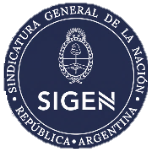 SINDICATURA GENERAL DE LA NACIÓN
SIGEN
• REPÚBLICA • ARGENTINA •